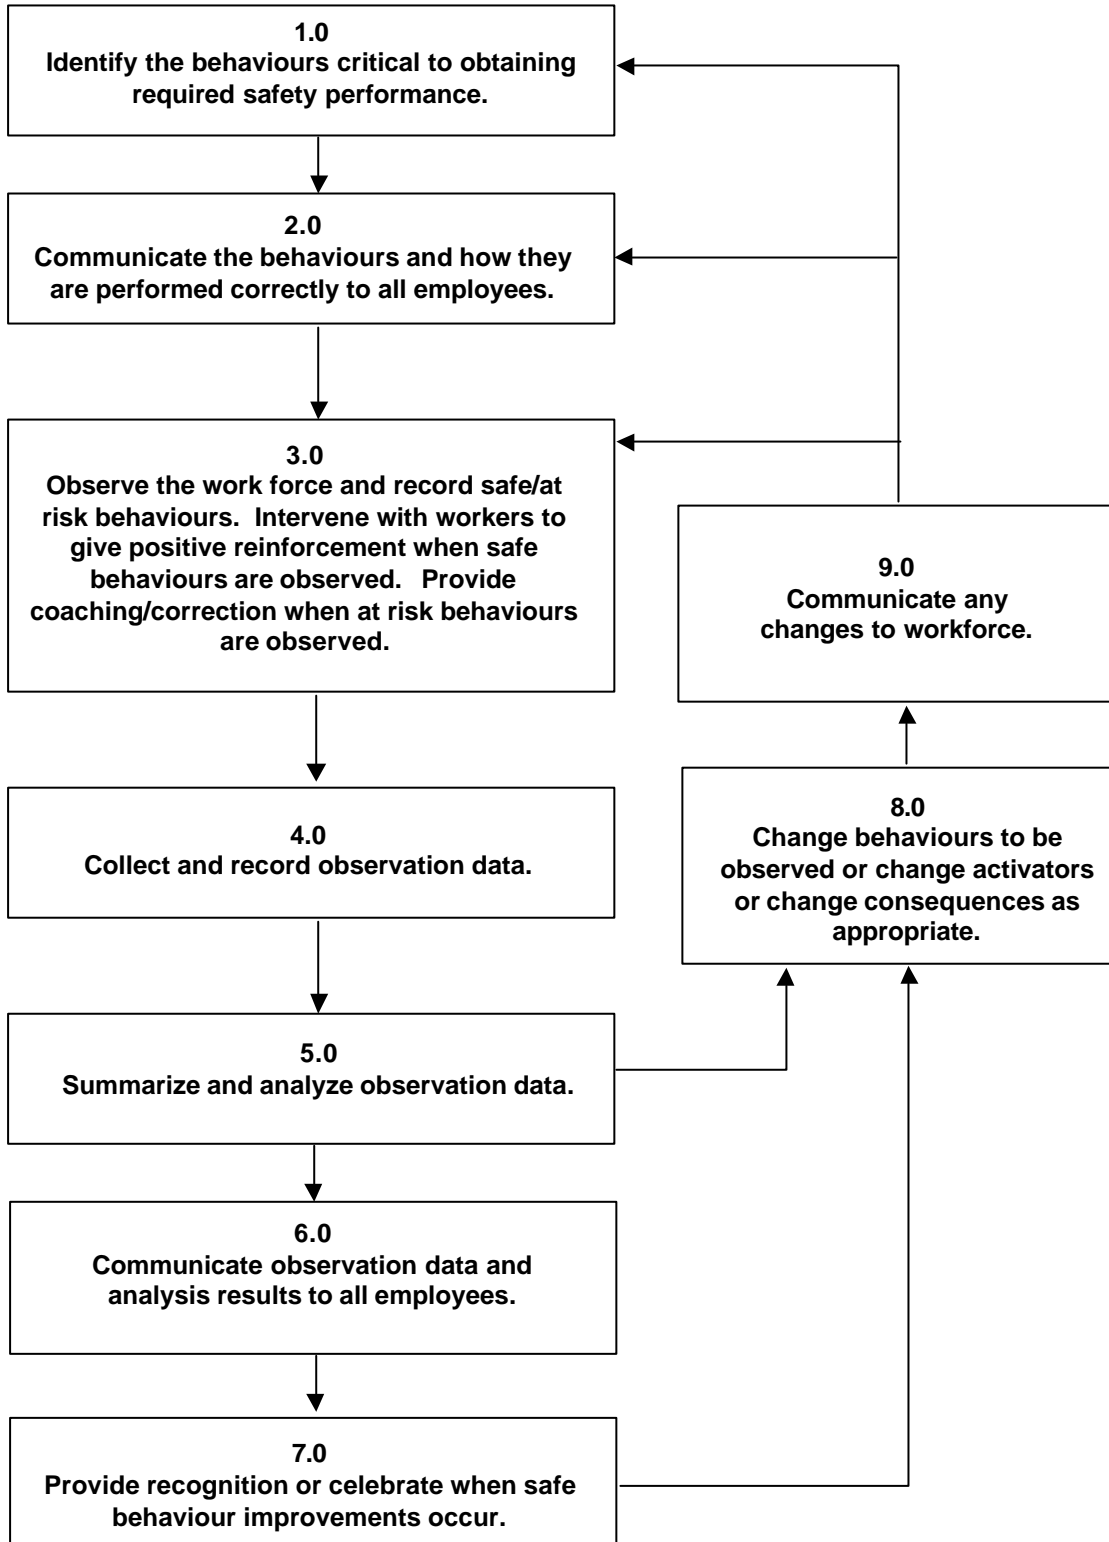 1.0
Identify the behaviours critical to obtaining
required safety performance.
2.0
Communicate the behaviours and how they
are performed correctly to all employees.
3.0
Observe the work force and record safe/at
risk behaviours.  Intervene with workers to
give positive reinforcement when safe
behaviours are observed.   Provide
coaching/correction when at risk behaviours
are observed.
4.0
Collect and record observation data.
5.0
Summarize and analyze observation data.
6.0
Communicate observation data and
analysis results to all employees.
7.0
Provide recognition or celebrate when safe
behaviour improvements occur.
8.0
Change behaviours to be
observed or change activators
or change consequences as
appropriate.
9.0
Communicate any
changes to workforce.